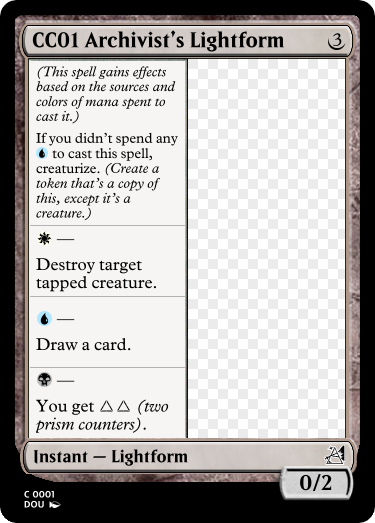 CC01 Archivist's Lightform 3
(This spell gains effects
based on the sources and
colors of mana spent to
cast it.)
If you didn't spend any
to cast this spell,
creaturize. (Create a
token that's a copy of
this, except it's a
creature.)
—
Destroy target
tapped creature.
—
Draw a card.
—
You get △△ (two
prism counters).
Instant — Lightform
0/2
C 0001
DOU